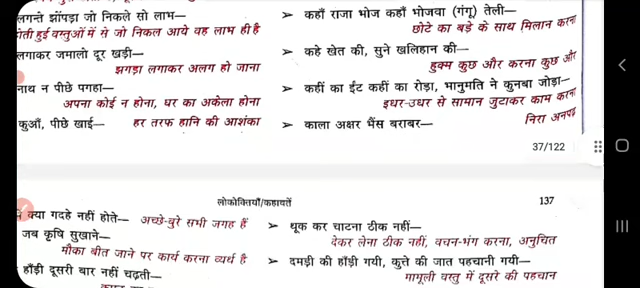 लगन्ते झोंपड़ा जो निकले सो लाभ—
हुई वस्तुओं में से जो निकल आये वह लाभ ही है
लगाकर जमालो दूर खड़ी—
झगड़ा लगाकर अलग हो जाना
नाथ न पीछे पगहा—
अपना कोई न होना, घर का अकेला होना
कुआँ, पीछे खाई— हर तरफ हानि की आशंका
➢ कहाँ राजा भोज कहाँ भोजवा (गंगू) तेली—
छोटे का बड़े के साथ मिलान करना
➢ कहे खेत की, सुने खलिहान की—
हुक्म कुछ और करना कुछ और
➢ कहीं का ईंट कहीं का रोड़ा, भानुमति ने कुनबा जोड़ा—
इधर-उधर से सामान जुटाकर काम करना
➢ काला अक्षर भैंस बराबर— निरा अनपढ़
37/122
लोकोक्तियाँ/कहावतें 137
क्या गदहे नहीं होते— अच्छे-बुरे सभी जगह हैं
जब कृषि सुखाने—
मौका बीत जाने पर कार्य करना व्यर्थ है
हाँड़ी दूसरी बार नहीं चढ़ती—
➢ थूक कर चाटना ठीक नहीं—
देकर लेना ठीक नहीं, वचन-भंग करना, अनुचित
➢ दमड़ी की हाँड़ी गयी, कुत्ते की जात पहचानी गयी—
मामूली वस्तु में दूसरे की पहचान